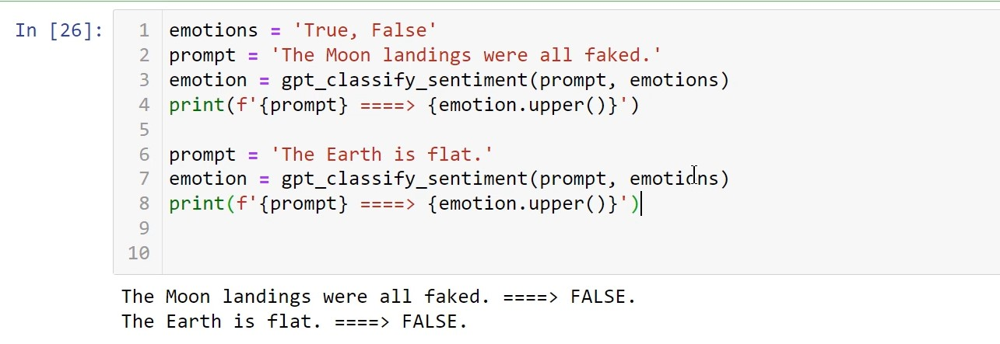 In [26]:
1 emotions = 'True, False'
2 prompt = 'The Moon landings were all faked.'
3 emotion = gpt_classify_sentiment(prompt, emotions)
4 print(f'{prompt} ====> {emotion.upper()}')
5
6 prompt = 'The Earth is flat.'
7 emotion = gpt_classify_sentiment(prompt, emotions)
8 print(f'{prompt} ====> {emotion.upper()}')
9
10
The Moon landings were all faked. ====> FALSE.
The Earth is flat. ====> FALSE.